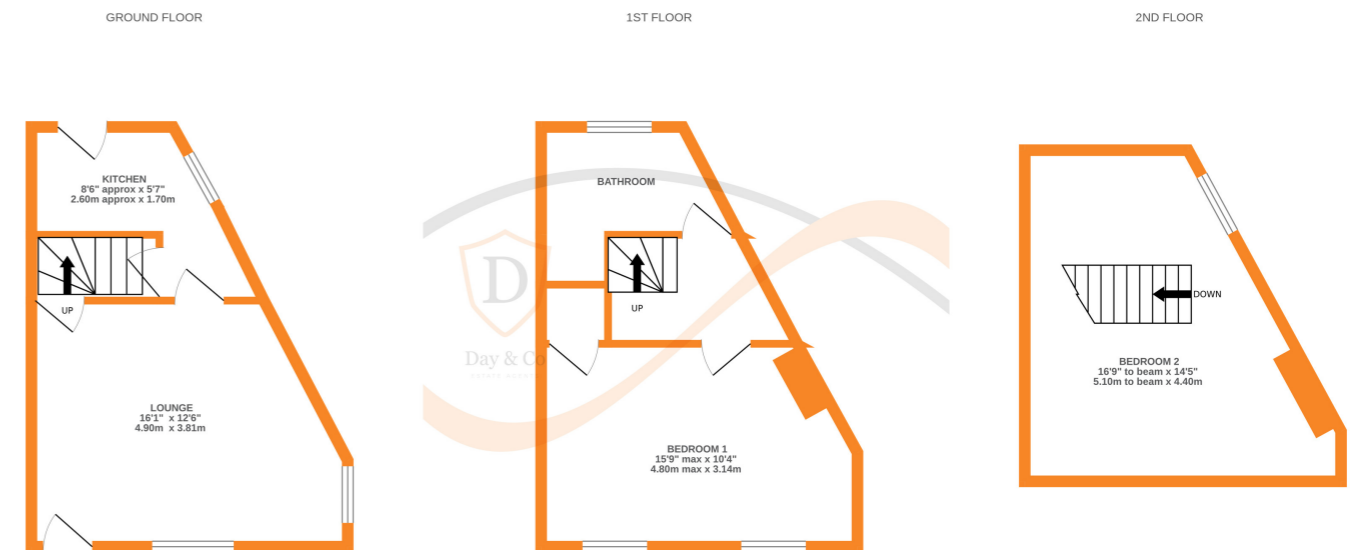 GROUND FLOOR
1ST FLOOR
2ND FLOOR
KITCHEN
8'6" approx x 5'7"
2.60m approx x 1.70m
UP
LOUNGE
16'1" x 12'6"
4.90m x 3.81m
BATHROOM
D
UP
Day & Co
ESTATE AGENTS
BEDROOM 1
15'9" max x 10'4"
4.80m max x 3.14m
DOWN
BEDROOM 2
16'9" to beam x 14'5"
5.10m to beam x 4.40m